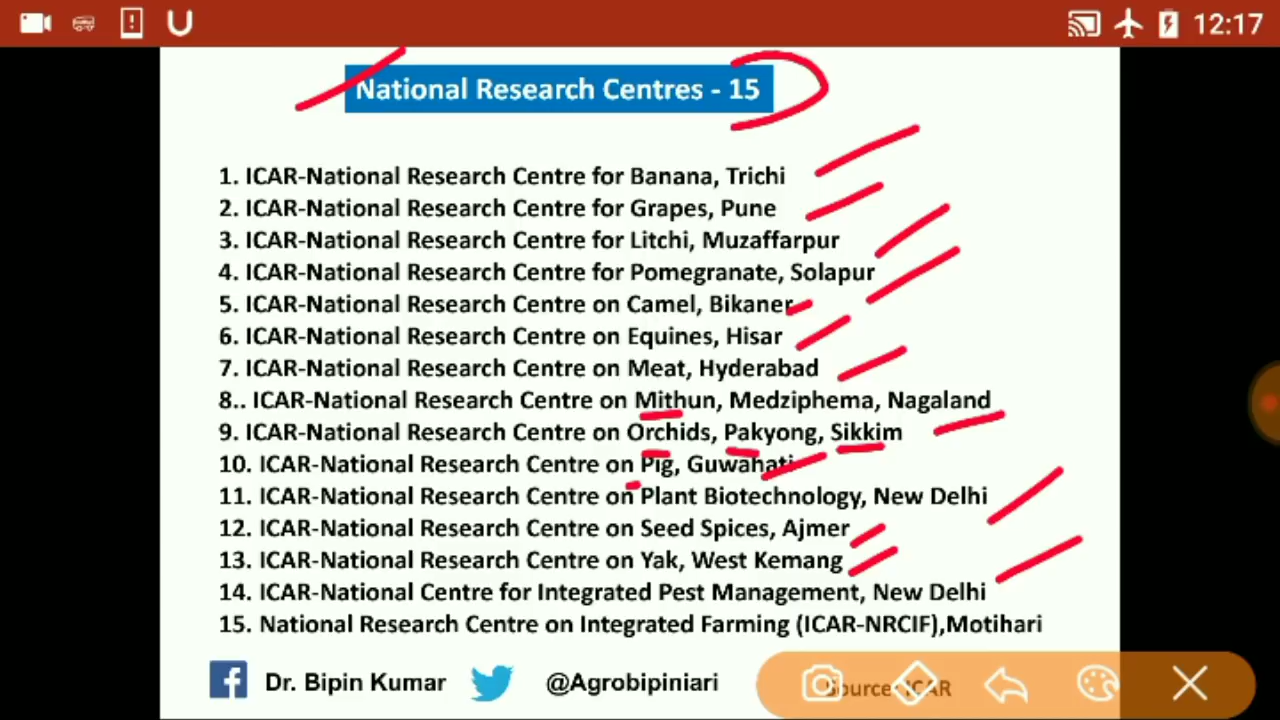 12:17
National Research Centres - 15
1. ICAR-National Research Centre for Banana, Trichi
2. ICAR-National Research Centre for Grapes, Pune
3. ICAR-National Research Centre for Litchi, Muzaffarpur
4. ICAR-National Research Centre for Pomegranate, Solapur
5. ICAR-National Research Centre on Camel, Bikaner
6. ICAR-National Research Centre on Equines, Hisar
7. ICAR-National Research Centre on Meat, Hyderabad
8.. ICAR-National Research Centre on Mithun, Medziphema, Nagaland
9. ICAR-National Research Centre on Orchids, Pakyong, Sikkim
10. ICAR-National Research Centre on Pig, Guwahati
11. ICAR-National Research Centre on Plant Biotechnology, New Delhi
12. ICAR-National Research Centre on Seed Spices, Ajmer
13. ICAR-National Research Centre on Yak, West Kemang
14. ICAR-National Centre for Integrated Pest Management, New Delhi
15. National Research Centre on Integrated Farming (ICAR-NRCIF),Motihari
Dr. Bipin Kumar @Agrobipiniari Source: ICAR